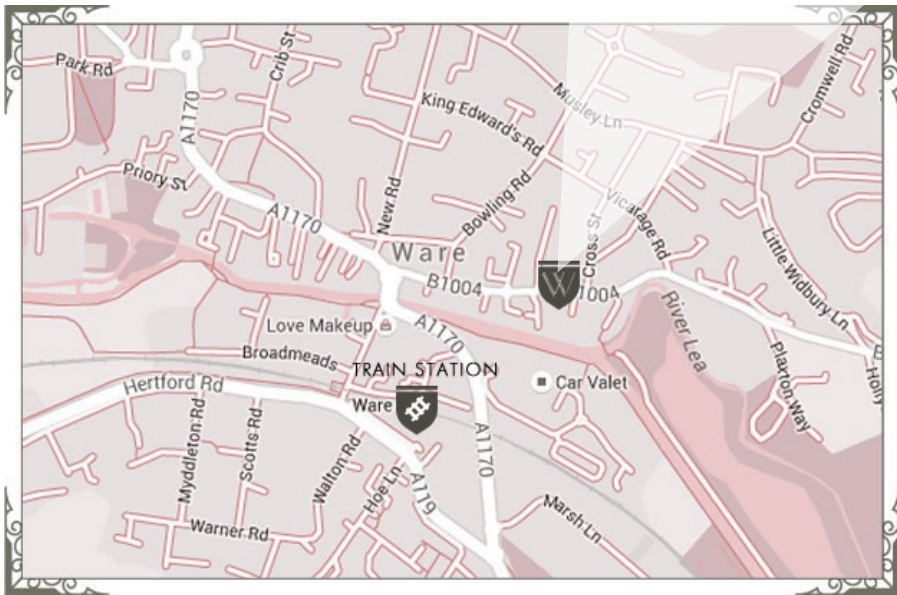 Park Rd
Crib St
A1170
Priory St
King Edward's Rd
Musley Ln
Cromwell Rd
New Rd
Bowling Rd
Vicarage Rd
Cross St
Little Widbury Ln
A1170
Ware
B1004
W
1004
River Lea
Love Makeup
A1170
Broadmeads
TRAIN STATION
Hertford Rd
Ware
Car Valet
Plaxton Way
B
Holly
Myddleton Rd
Scotts Rd
Walton Rd
Hoe Ln
A119
A1170
Warner Rd
Marsh Ln